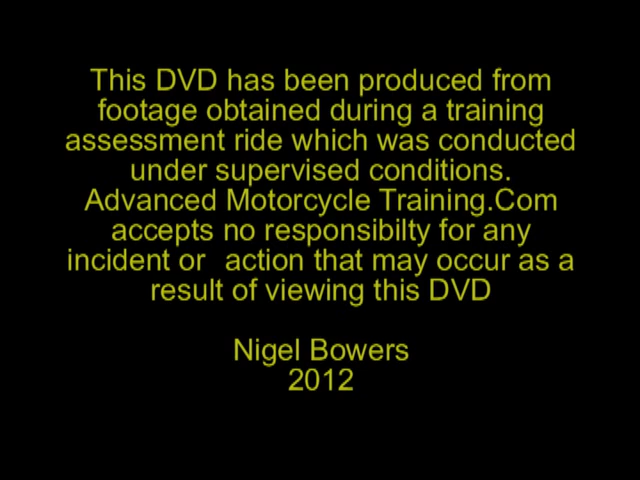 This DVD has been produced from
footage obtained during a training
assessment ride which was conducted
under supervised conditions.
Advanced Motorcycle Training.Com
accepts no responsibilty for any
incident or  action that may occur as a
result of viewing this DVD
Nigel Bowers
2012